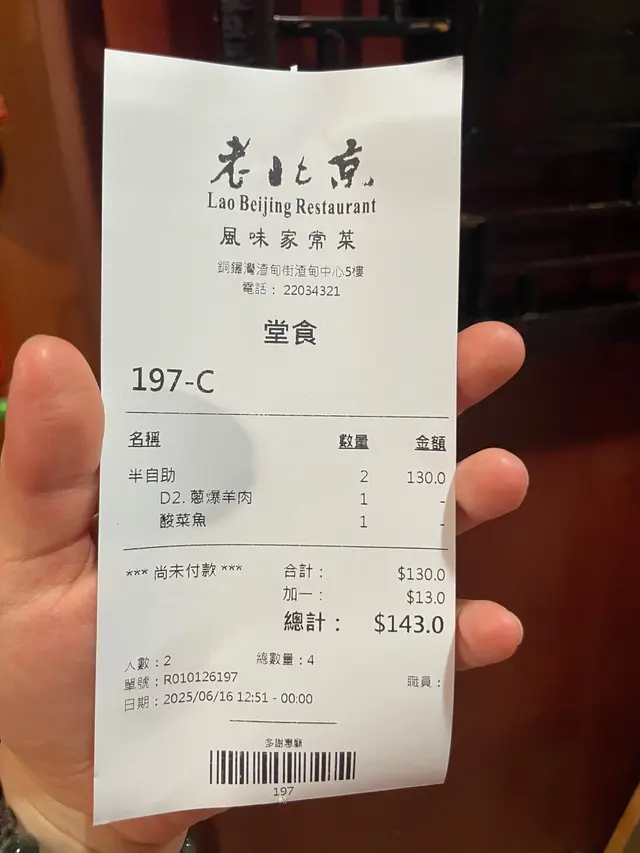 老北京
Lao Beijing Restaurant
風味家常菜
銅鑼灣渣甸街渣甸中心5樓
電話： 22034321
堂食
197-C
名稱 數量 金額
半自助 2 130.0
D2. 蔥爆羊肉 1 -
酸菜魚 1 -
*** 尚未付款 *** 合計： $130.0
加一： $13.0
總計： $143.0
人數：2 總數量：4
單號：R010126197 職員：
日期：2025/06/16 12:51 - 00:00
多謝惠顧
197